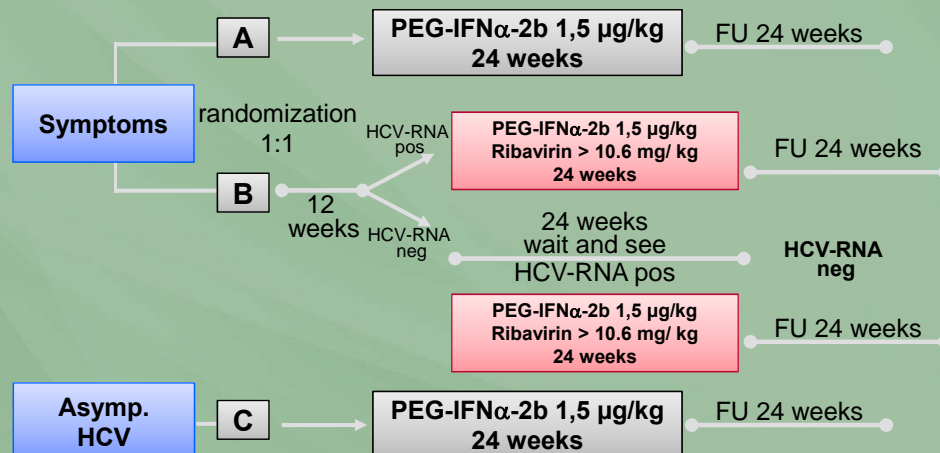 A
PEG-IFNα-2b 1,5 µg/kg
24 weeks
FU 24 weeks
Symptoms
randomization
1:1
B
12
weeks
HCV-RNA
pos
PEG-IFNα-2b 1,5 µg/kg
Ribavirin > 10.6 mg/ kg
24 weeks
FU 24 weeks
HCV-RNA
neg
24 weeks
wait and see
HCV-RNA pos
HCV-RNA
neg
PEG-IFNα-2b 1,5 µg/kg
Ribavirin > 10.6 mg/ kg
24 weeks
FU 24 weeks
Asymp.
HCV
C
PEG-IFNα-2b 1,5 µg/kg
24 weeks
FU 24 weeks